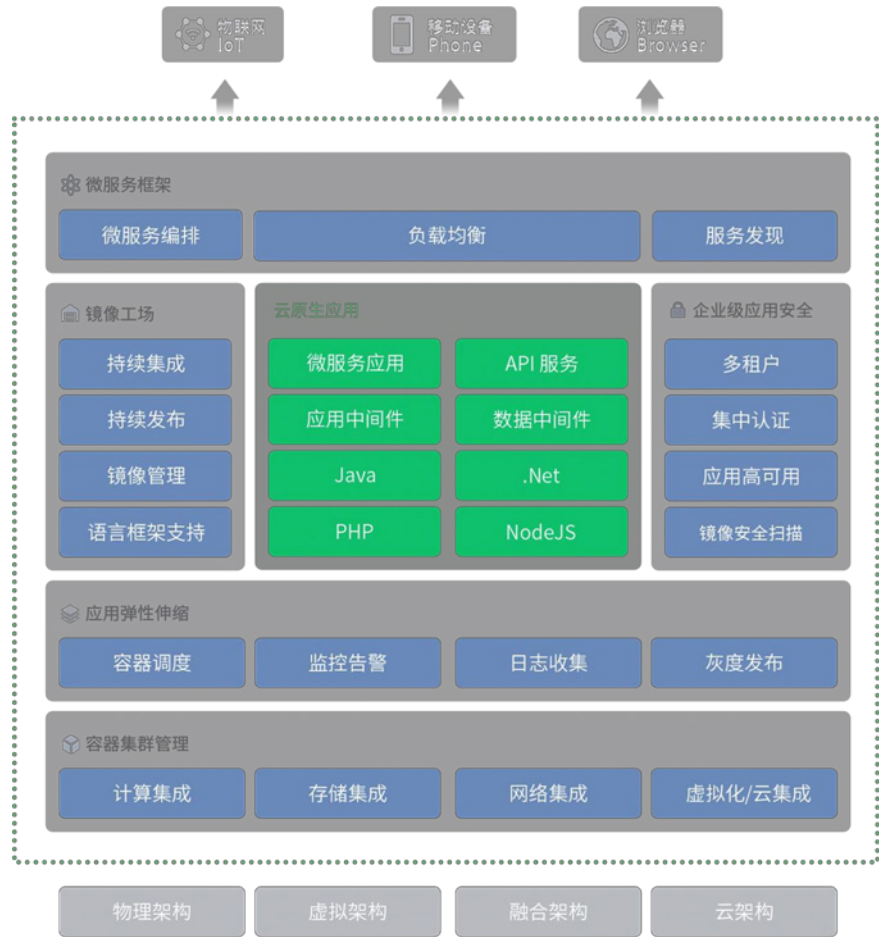 物联网
IoT
移动设备
Phone
浏览器
Browser
微服务框架
微服务编排
负载均衡
服务发现
镜像工场
持续集成
持续发布
镜像管理
语言框架支持
云原生应用
微服务应用
API 服务
应用中间件
数据中间件
Java
.Net
PHP
NodeJS
企业级应用安全
多租户
集中认证
应用高可用
镜像安全扫描
应用弹性伸缩
容器调度
监控告警
日志收集
灰度发布
容器集群管理
计算集成
存储集成
网络集成
虚拟化/云集成
物理架构
虚拟架构
融合架构
云架构